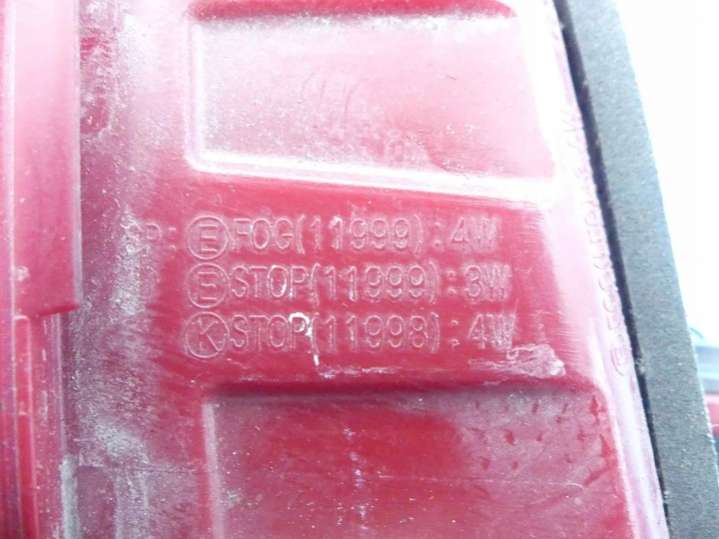 P: Ⓔ FOG(11999):4W
Ⓔ STOP(11999):3W
Ⓚ STOP(11998):4W